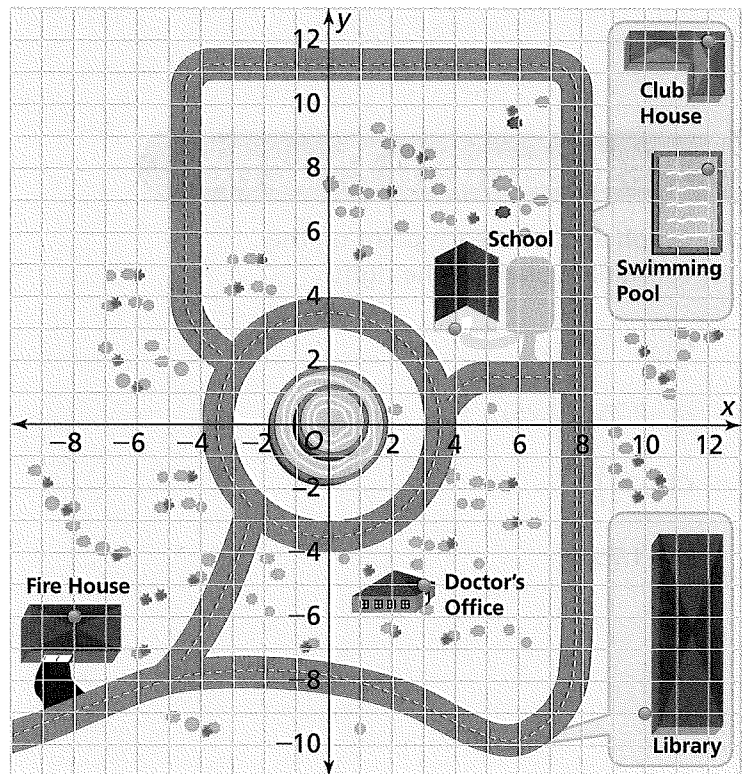 y
12
10
8
6
4
2
Club
House
Swimming
Pool
School
x
−8
−6
−4
−2
O
2
4
6
8
10
12
−2
−4
−6
−8
−10
Fire House
Doctor's
Office
Library